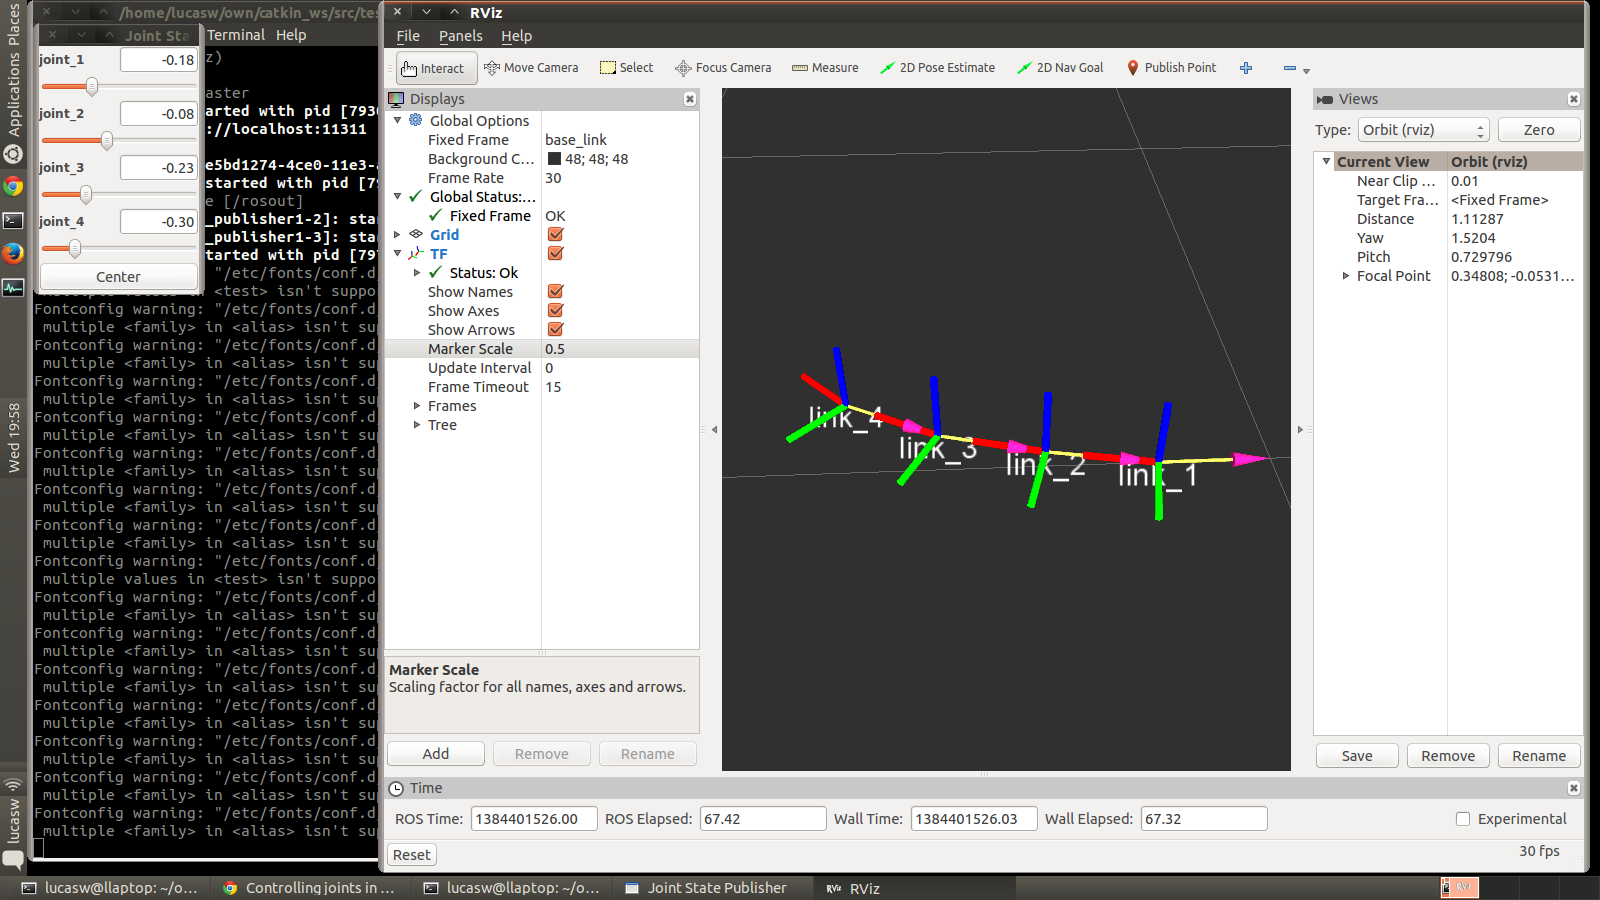 Applications Places
Wed 19:58
lucasw
/home/lucasw/own/catkin_ws/src/te
Terminal Help
Joint Sta
joint_1 -0.18
joint_2 -0.08
joint_3 -0.23
joint_4 -0.30
Center
z)
aster
arted with pid [793
://localhost:11311
e5bd1274-4ce0-11e3-
started with pid [7
e [/rosout]
_publisher1-2]: star
_publisher1-3]: star
started with pid [79
"/etc/fonts/conf.d
<test> isn't suppo
Fontconfig warning: "/etc/fonts/conf.d
multiple <family> in <alias> isn't sup
Fontconfig warning: "/etc/fonts/conf.d
multiple <family> in <alias> isn't sup
Fontconfig warning: "/etc/fonts/conf.d
multiple <family> in <alias> isn't sup
Fontconfig warning: "/etc/fonts/conf.d
multiple <family> in <alias> isn't sup
Fontconfig warning: "/etc/fonts/conf.d
multiple <family> in <alias> isn't sup
Fontconfig warning: "/etc/fonts/conf.d
multiple <family> in <alias> isn't sup
Fontconfig warning: "/etc/fonts/conf.d
multiple <family> in <alias> isn't sup
Fontconfig warning: "/etc/fonts/conf.d
multiple values in <test> isn't suppo
Fontconfig warning: "/etc/fonts/conf.d
multiple <family> in <alias> isn't sup
Fontconfig warning: "/etc/fonts/conf.d
multiple <family> in <alias> isn't sup
Fontconfig warning: "/etc/fonts/conf.d
multiple <family> in <alias> isn't sup
Fontconfig warning: "/etc/fonts/conf.d
multiple <family> in <alias> isn't sup
Fontconfig warning: "/etc/fonts/conf.d
multiple <family> in <alias> isn't sup
Fontconfig warning: "/etc/fonts/conf.d
multiple <family> in <alias> isn't sup
Fontconfig warning: "/etc/fonts/conf.d
multiple <family> in <alias> isn't sup
RViz
File Panels Help
Interact Move Camera Select Focus Camera Measure 2D Pose Estimate 2D Nav Goal Publish Point
Displays
Global Options
Fixed Frame base_link
Background C... 48; 48; 48
Frame Rate 30
Global Status:...
Fixed Frame OK
Grid
TF
Status: Ok
Show Names
Show Axes
Show Arrows
Marker Scale 0.5
Update Interval 0
Frame Timeout 15
Frames
Tree
Marker Scale
Scaling factor for all names, axes and arrows.
Add Remove Rename
link_4
link_3
link_2
link_1
Views
Type: Orbit (rviz) Zero
Current View Orbit (rviz)
Near Clip ... 0.01
Target Fra... <Fixed Frame>
Distance 1.11287
Yaw 1.5204
Pitch 0.729796
Focal Point 0.34808; -0.0531...
Save Remove Rename
Time
ROS Time: 1384401526.00 ROS Elapsed: 67.42 Wall Time: 1384401526.03 Wall Elapsed: 67.32 Experimental
Reset 30 fps
lucasw@llaptop: ~/o... Controlling joints in ... lucasw@llaptop: ~/o... Joint State Publisher RViz RViz